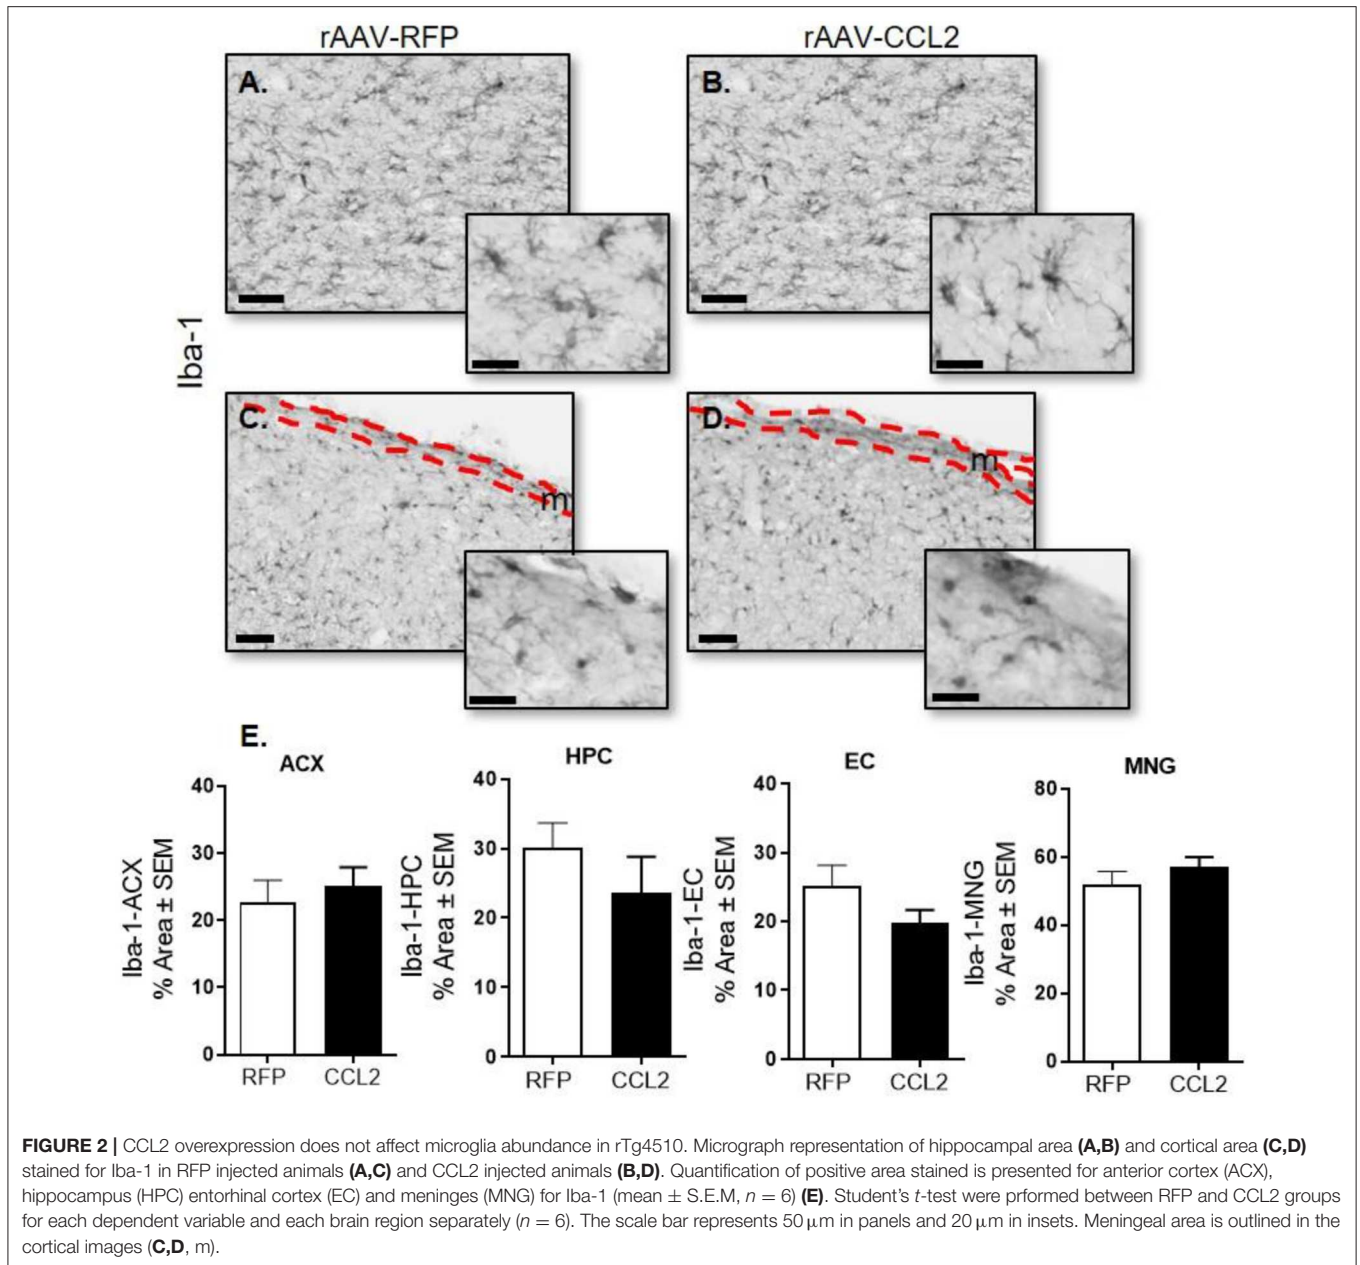 rAAV-RFP
rAAV-CCL2
A.
B.
Iba-1
C.
m
D.
m
E.
ACX
Iba-1-ACX
% Area ± SEM
40
30
20
10
0
RFP CCL2
HPC
Iba-1-HPC
% Area ± SEM
40
30
20
10
0
RFP CCL2
EC
Iba-1-EC
% Area ± SEM
40
30
20
10
0
RFP CCL2
MNG
Iba-1-MNG
% Area ± SEM
80
60
40
20
0
RFP CCL2
FIGURE 2 | CCL2 overexpression does not affect microglia abundance in rTg4510. Micrograph representation of hippocampal area (A,B) and cortical area (C,D)
stained for Iba-1 in RFP injected animals (A,C) and CCL2 injected animals (B,D). Quantification of positive area stained is presented for anterior cortex (ACX),
hippocampus (HPC) entorhinal cortex (EC) and meninges (MNG) for Iba-1 (mean ± S.E.M, n = 6) (E). Student's t-test were prformed between RFP and CCL2 groups
for each dependent variable and each brain region separately (n = 6). The scale bar represents 50 μm in panels and 20 μm in insets. Meningeal area is outlined in the
cortical images (C,D, m).